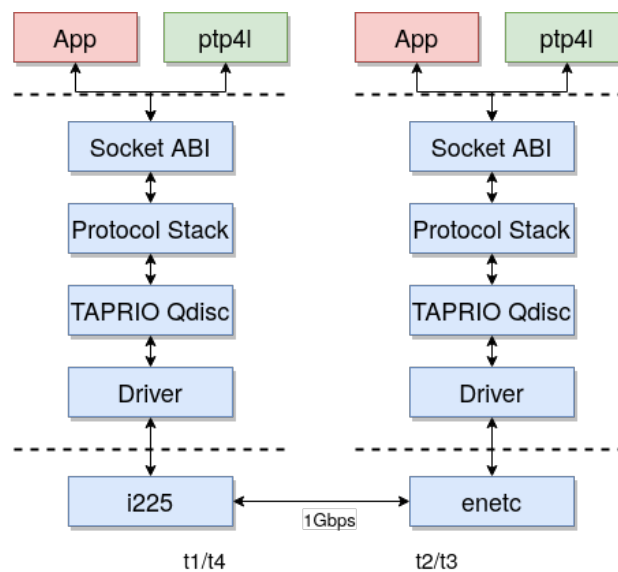 App ptp4l App ptp4l
Socket ABI Socket ABI
Protocol Stack Protocol Stack
TAPRIO Qdisc TAPRIO Qdisc
Driver Driver
i225 enetc
1Gbps
t1/t4 t2/t3